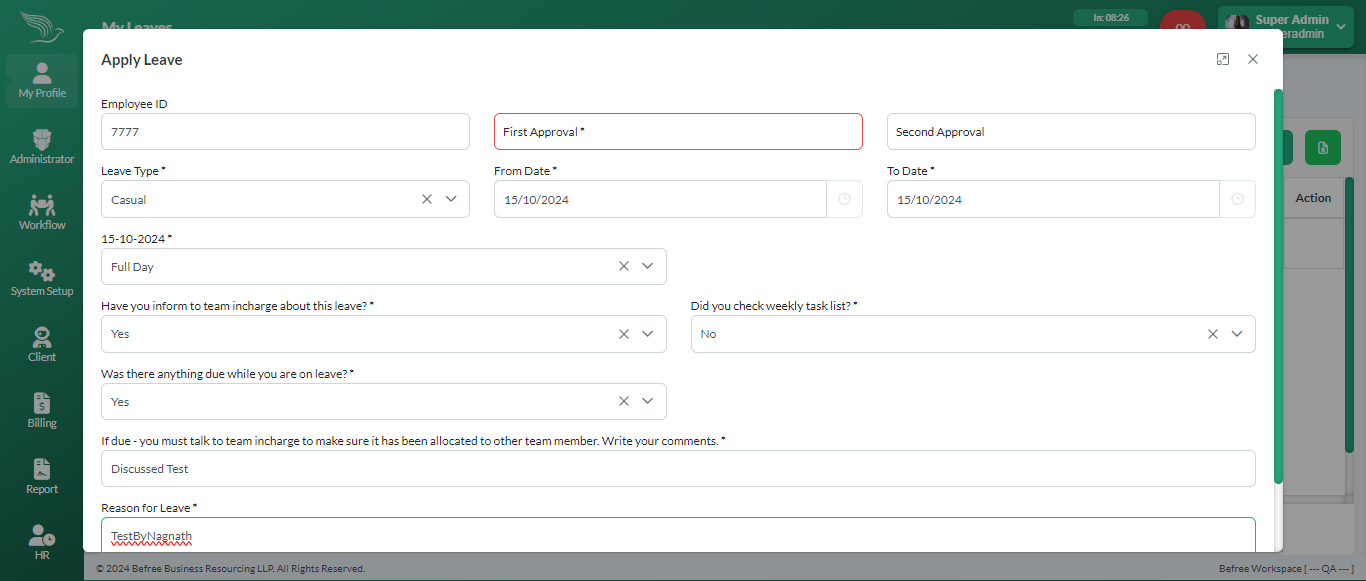 My Leaves
In: 08:26
Super Admin
My Profile
Administrator
Workflow
System Setup
Client
Billing
Report
HR
Apply Leave
Employee ID
7777
First Approval *
Second Approval
Leave Type *
From Date *
To Date *
Casual
15/10/2024
15/10/2024
Action
15-10-2024 *
Full Day
Have you inform to team incharge about this leave? *
Did you check weekly task list? *
Yes
No
Was there anything due while you are on leave? *
Yes
If due - you must talk to team incharge to make sure it has been allocated to other team member. Write your comments. *
Discussed Test
Reason for Leave *
TestByNagnath
© 2024 Befree Business Resourcing LLP. All Rights Reserved.
Befree Workspace [ --- QA --- ]